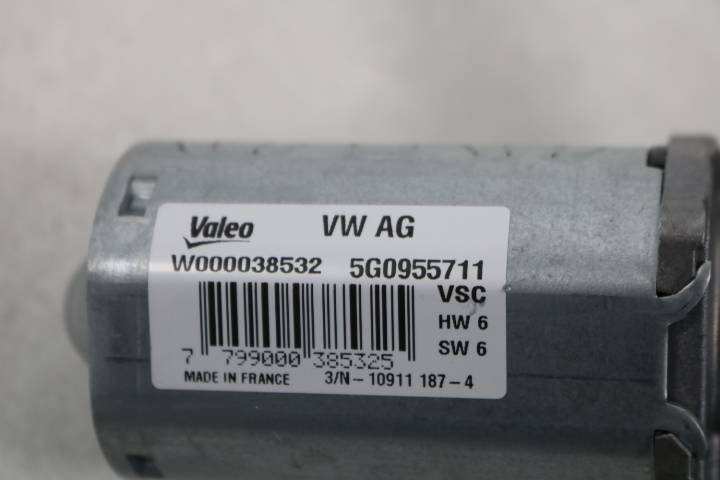 Valeo VW AG
W000038532 5G0955711
VSC
HW 6
SW 6
7 799000 385325
MADE IN FRANCE 3/N-10911 187-4